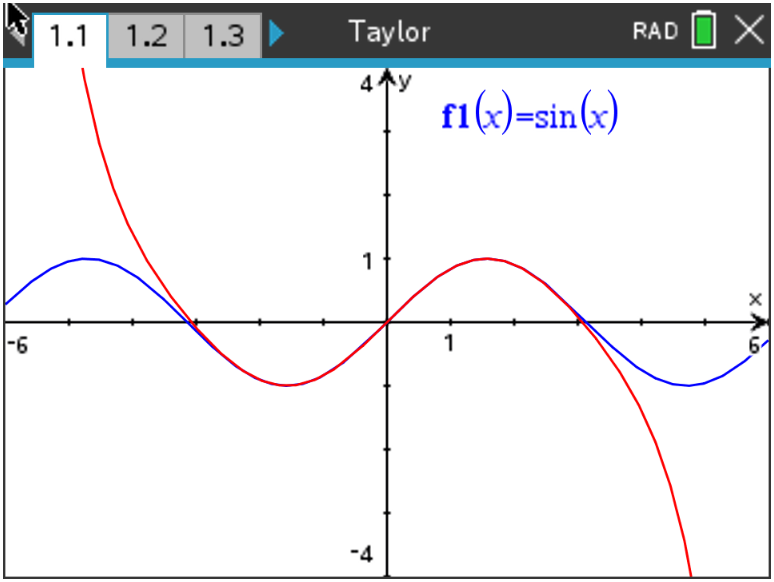 1.1 1.2 1.3 Taylor RAD
4 y
f1(x)=sin(x)
1
x
-6 1 6
-4